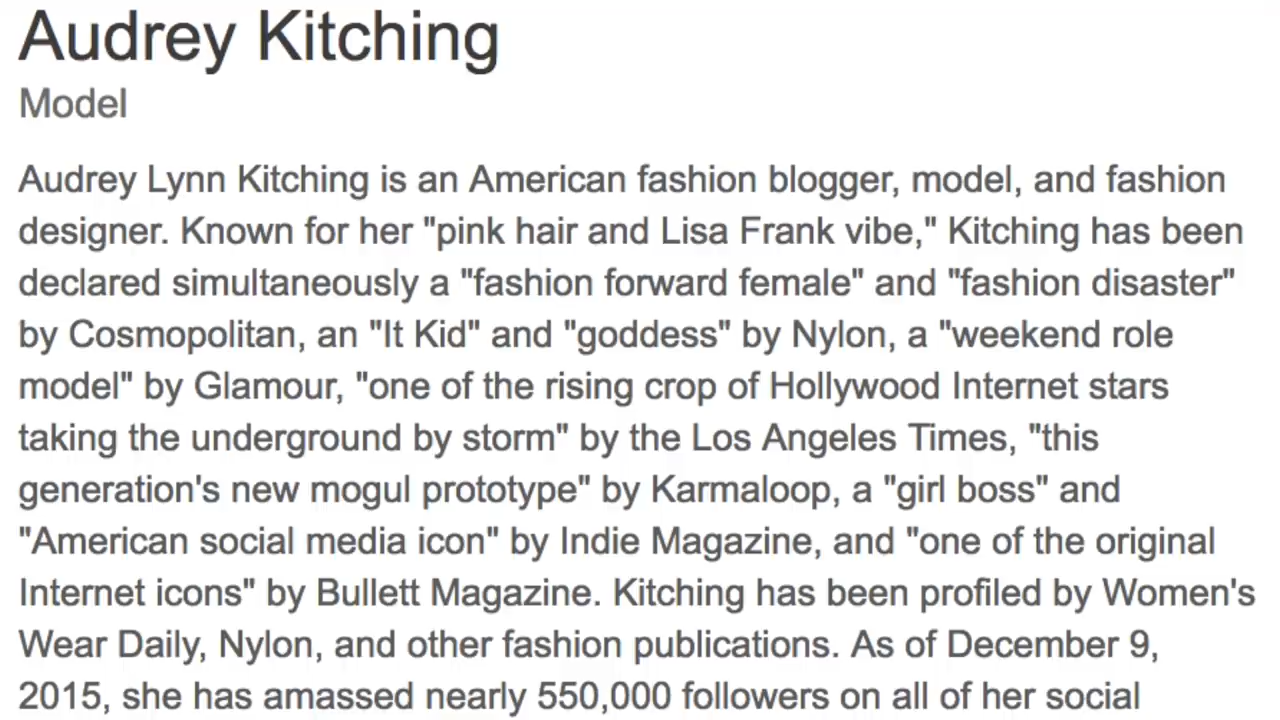 Audrey Kitching
Model
Audrey Lynn Kitching is an American fashion blogger, model, and fashion
designer. Known for her "pink hair and Lisa Frank vibe," Kitching has been
declared simultaneously a "fashion forward female" and "fashion disaster"
by Cosmopolitan, an "It Kid" and "goddess" by Nylon, a "weekend role
model" by Glamour, "one of the rising crop of Hollywood Internet stars
taking the underground by storm" by the Los Angeles Times, "this
generation's new mogul prototype" by Karmaloop, a "girl boss" and
"American social media icon" by Indie Magazine, and "one of the original
Internet icons" by Bullett Magazine. Kitching has been profiled by Women's
Wear Daily, Nylon, and other fashion publications. As of December 9,
2015, she has amassed nearly 550,000 followers on all of her social